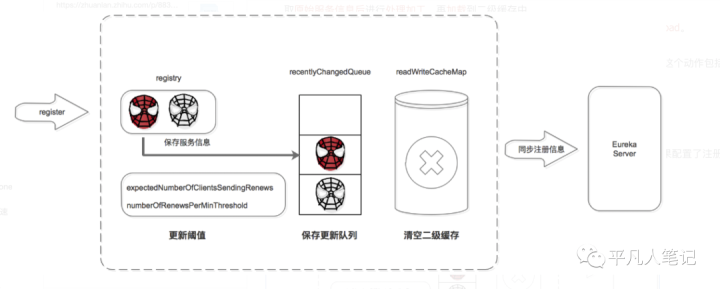 registry
recentlyChangedQueue
readWriteCacheMap
register
保存服务信息
同步注册信息
Eureka
Server
expectedNumberOfClientsSendingRenews
numberOfRenewsPerMinThreshold
更新阈值
保存更新队列
清空二级缓存
平凡人笔记